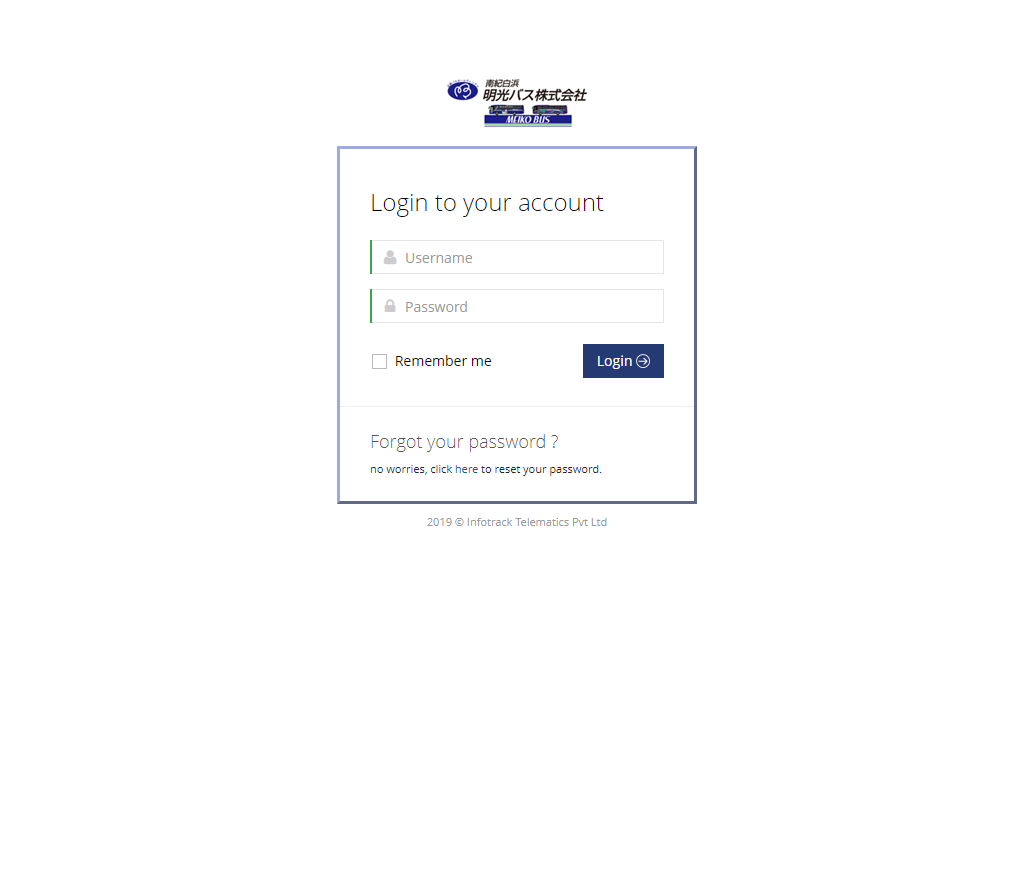 南紀白浜
明光バス株式会社
MEIKO BUS
Login to your account
Username
Password
Remember me
Login
Forgot your password ?
no worries, click here to reset your password.
2019 © Infotrack Telematics Pvt Ltd